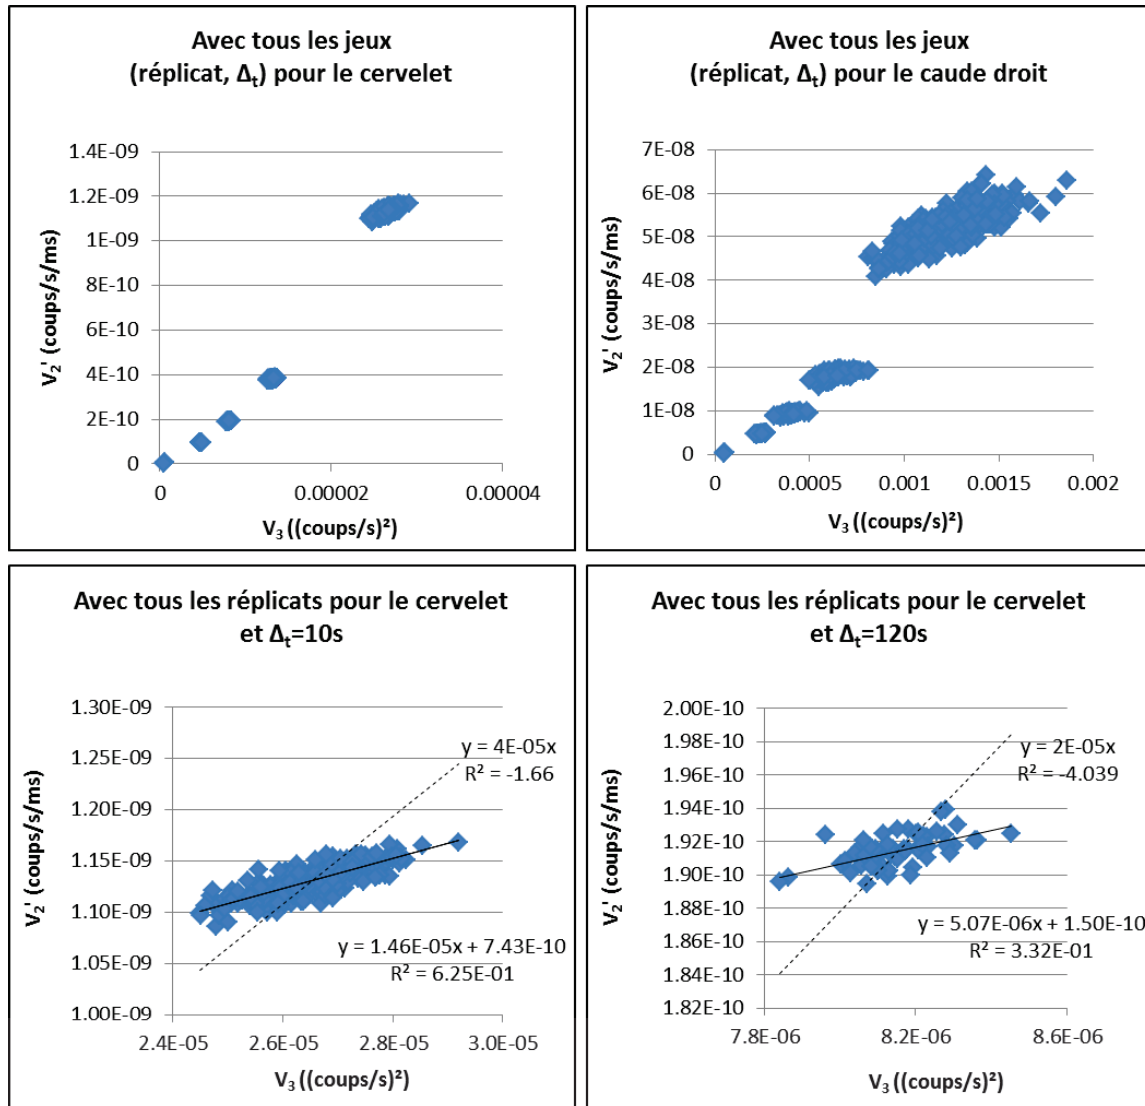 Avec tous les jeux
(réplicat, Δt) pour le cervelet
1.4E-09
1.2E-09
1E-09
8E-10
6E-10
4E-10
2E-10
0
V2' (coups/s/ms)
0
0.00002
0.00004
V3 ((coups/s)²)
Avec tous les jeux
(réplicat, Δt) pour le caude droit
7E-08
6E-08
5E-08
4E-08
3E-08
2E-08
1E-08
0
V2' (coups/s/ms)
0
0.0005
0.001
0.0015
0.002
V3 ((coups/s)²)
Avec tous les réplicats pour le cervelet
et Δt=10s
1.30E-09
1.25E-09
1.20E-09
1.15E-09
1.10E-09
1.05E-09
1.00E-09
V2' (coups/s/ms)
y = 4E-05x
R² = -1.66
y = 1.46E-05x + 7.43E-10
R² = 6.25E-01
2.4E-05
2.6E-05
2.8E-05
3.0E-05
V3 ((coups/s)²)
Avec tous les réplicats pour le cervelet
et Δt=120s
2.00E-10
1.98E-10
1.96E-10
1.94E-10
1.92E-10
1.90E-10
1.88E-10
1.86E-10
1.84E-10
1.82E-10
V2' (coups/s/ms)
y = 2E-05x
R² = -4.039
y = 5.07E-06x + 1.50E-10
R² = 3.32E-01
7.8E-06
8.2E-06
8.6E-06
V3 ((coups/s)²)